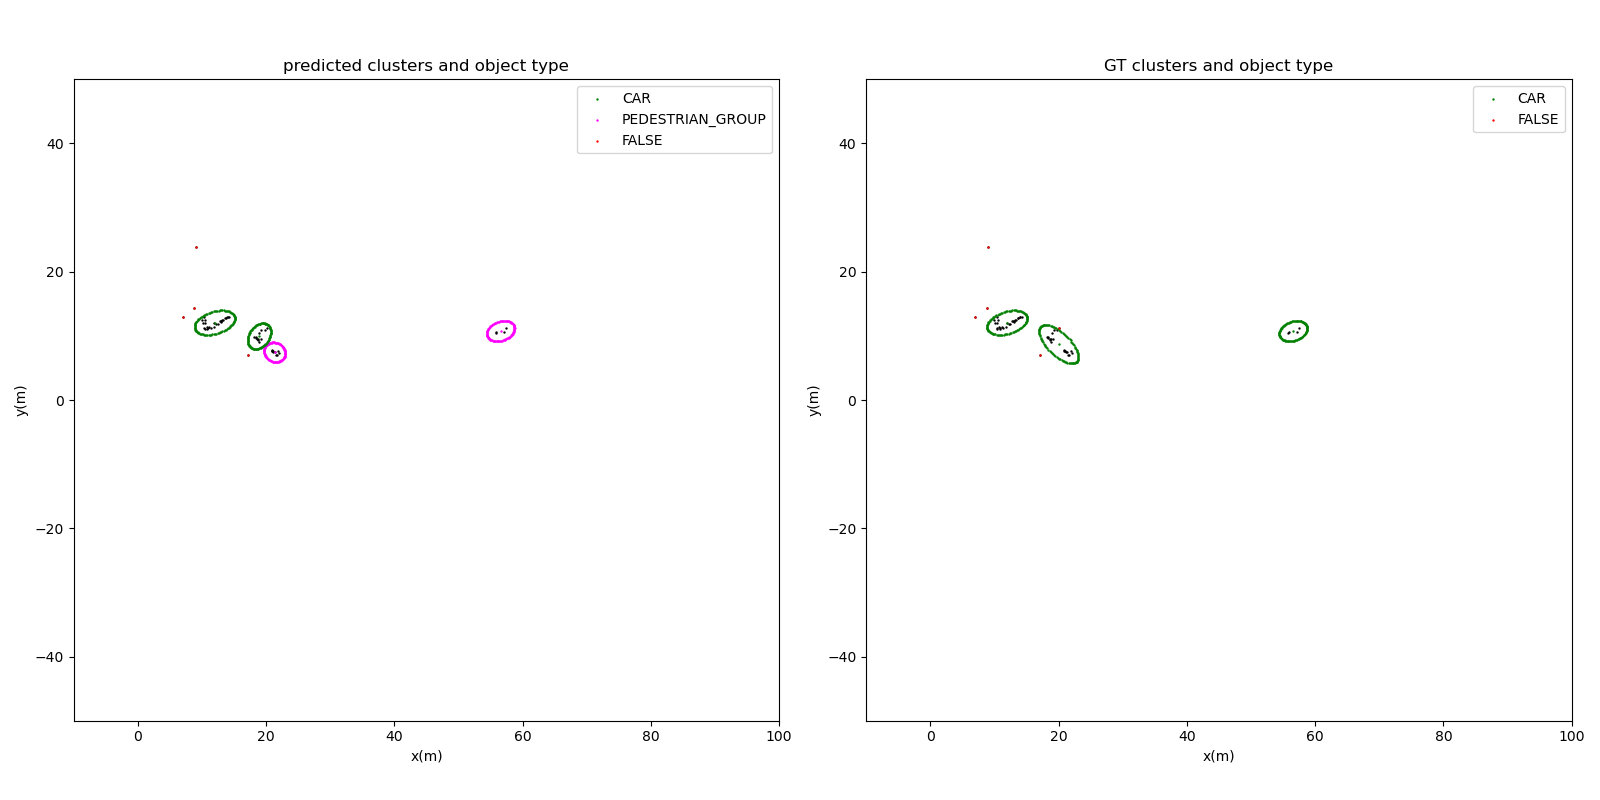 predicted clusters and object type
CAR
PEDESTRIAN_GROUP
FALSE
40
20
0
−20
−40
y(m)
0
20
40
60
80
100
x(m)
GT clusters and object type
CAR
FALSE
40
20
0
−20
−40
y(m)
0
20
40
60
80
100
x(m)